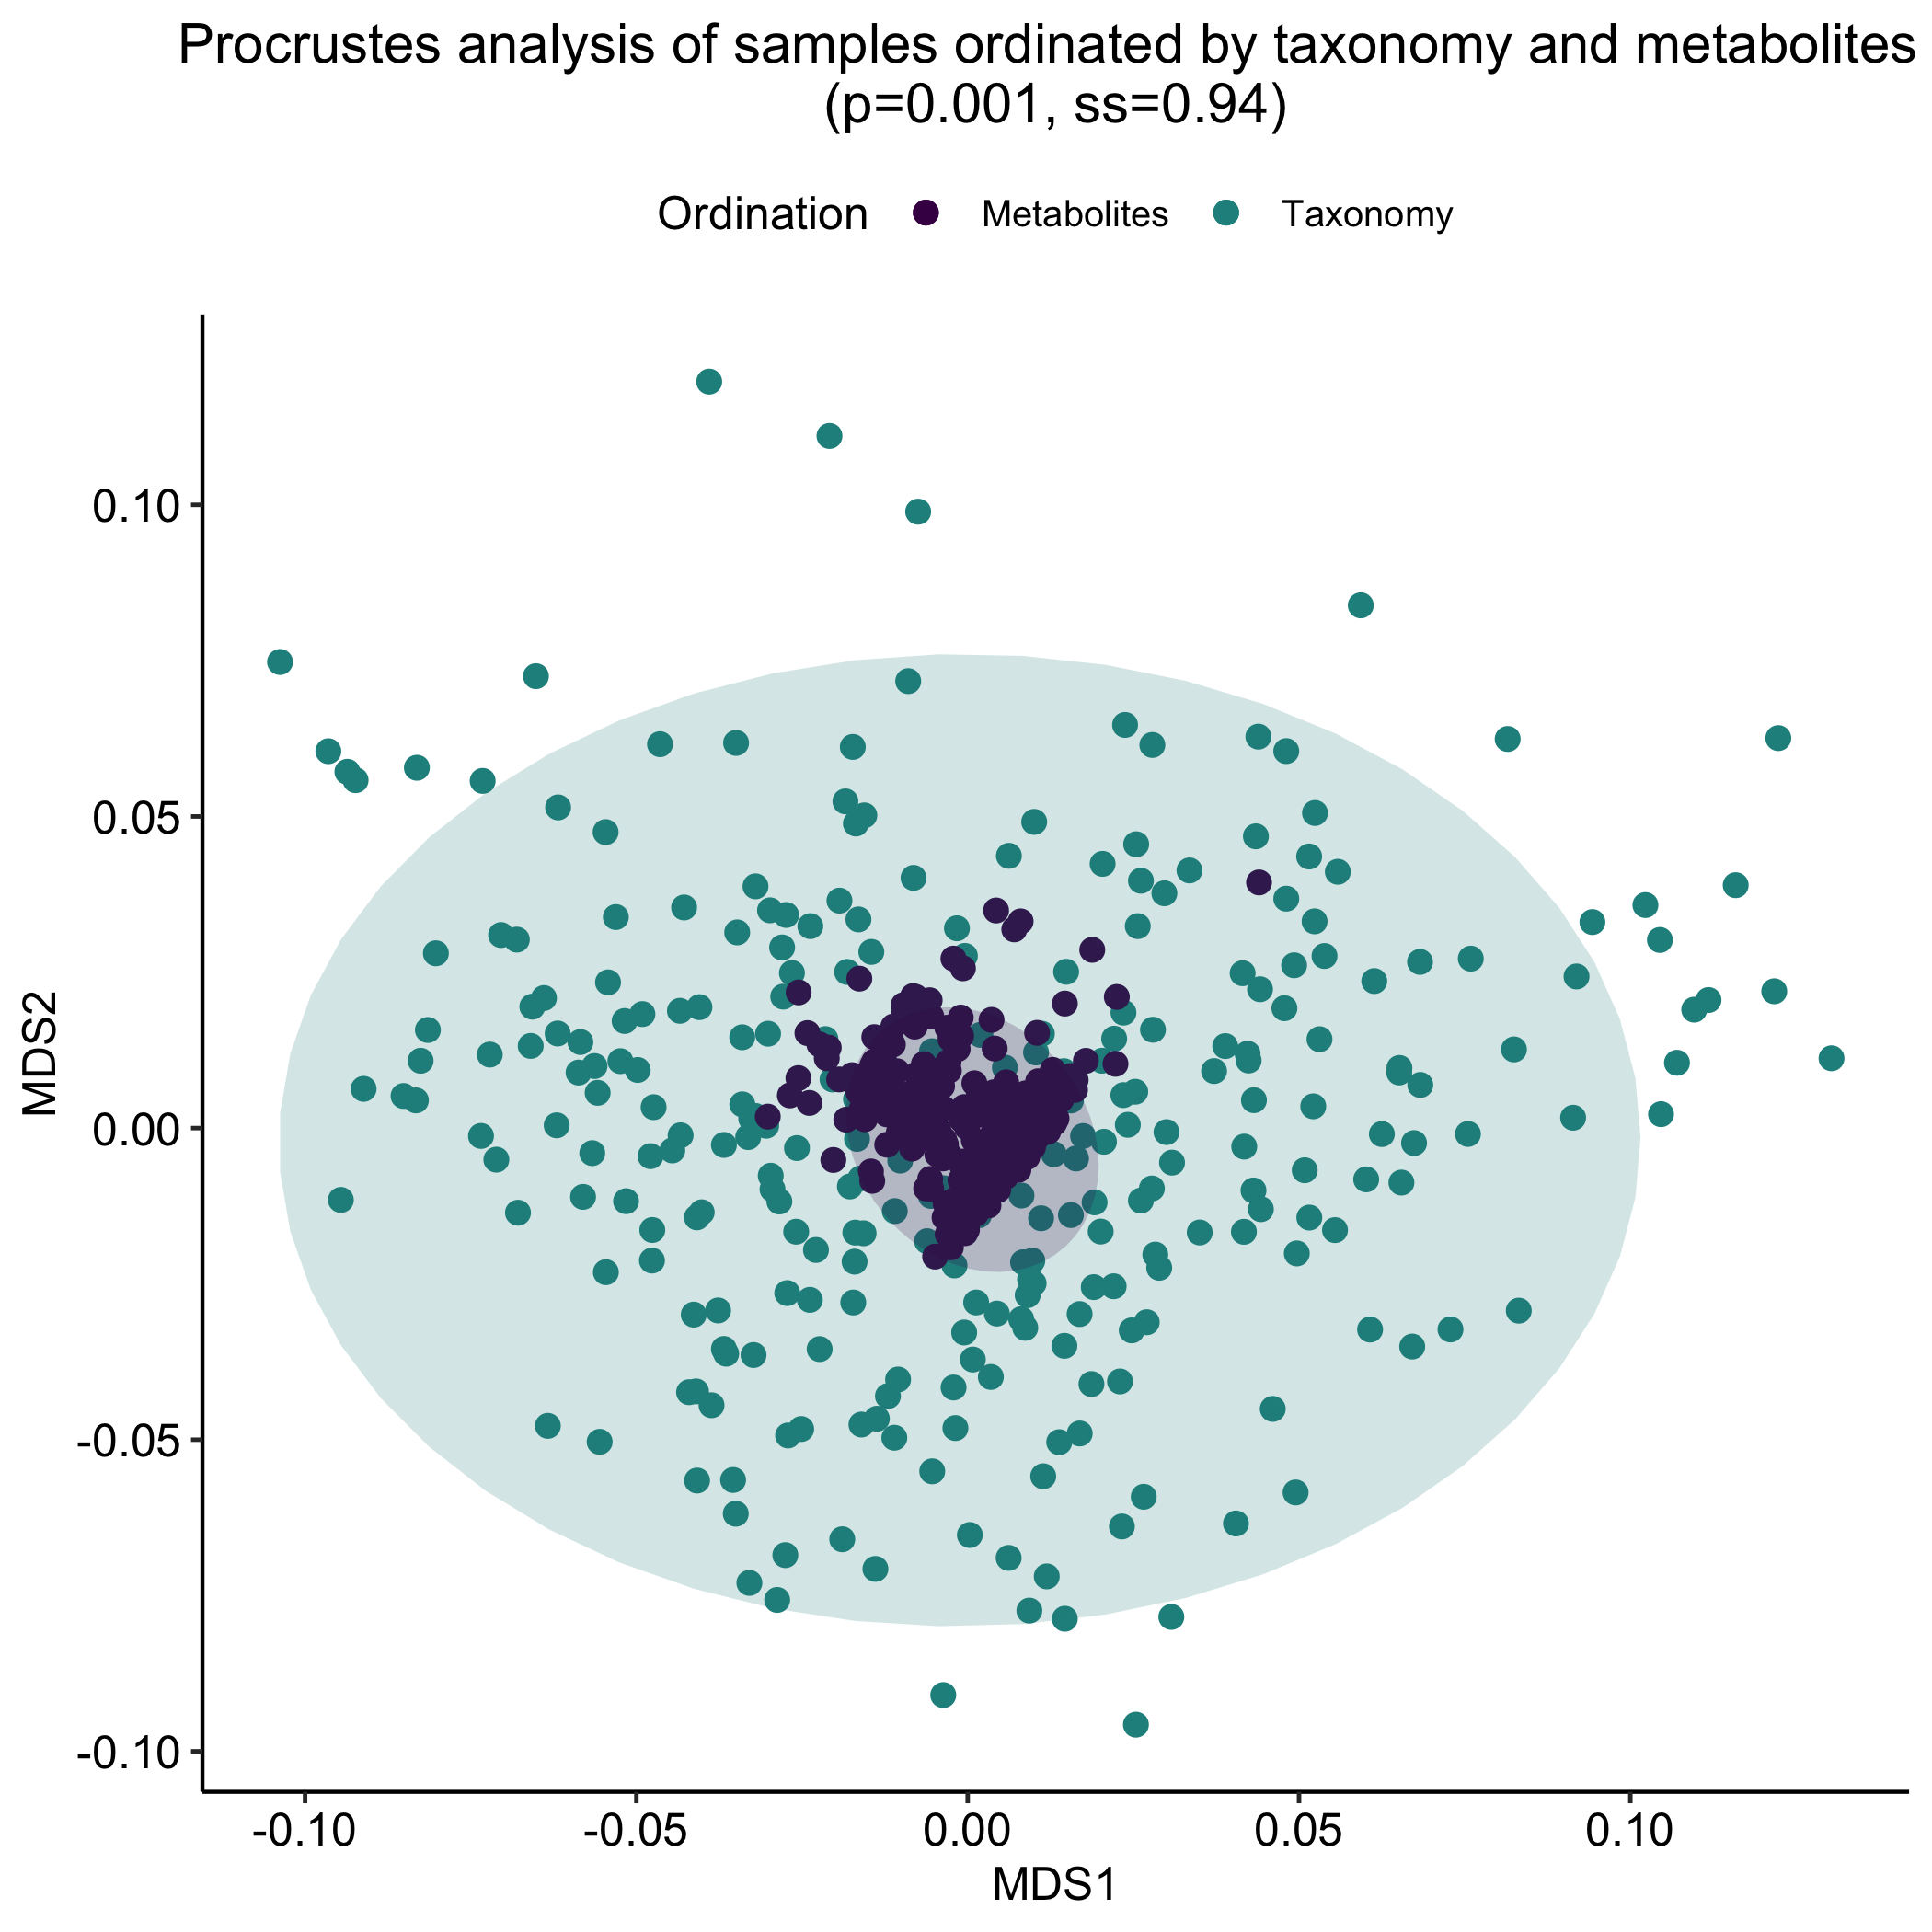 Procrustes analysis of samples ordinated by taxonomy and metabolites
(p=0.001, ss=0.94)
Ordination Metabolites Taxonomy
0.10
0.05
0.00
-0.05
-0.10
MDS2
-0.10 -0.05 0.00 0.05 0.10
MDS1